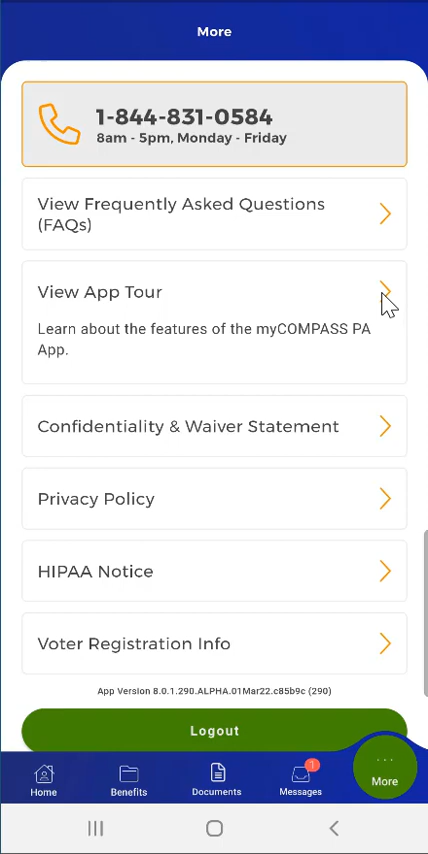 More
1-844-831-0584
8am - 5pm, Monday - Friday
View Frequently Asked Questions
(FAQs)
View App Tour
Learn about the features of the myCOMPASS PA
App.
Confidentiality & Waiver Statement
Privacy Policy
HIPAA Notice
Voter Registration Info
App Version 8.0.1.290.ALPHA.01Mar22.c85b9c (290)
Logout
1
Home
Benefits
Documents
Messages
More